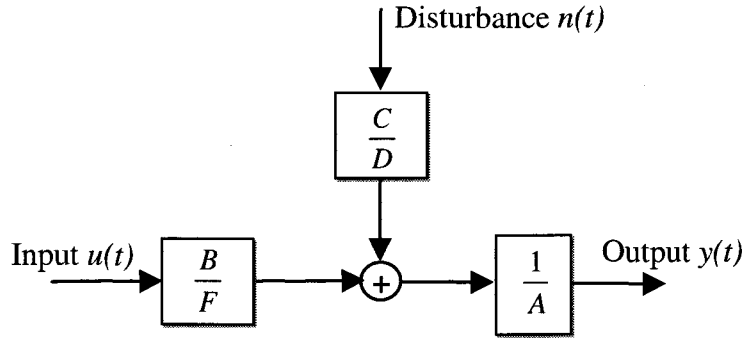 Disturbance n(t)
C
D
Input u(t)
B
F
+
1
A
Output y(t)